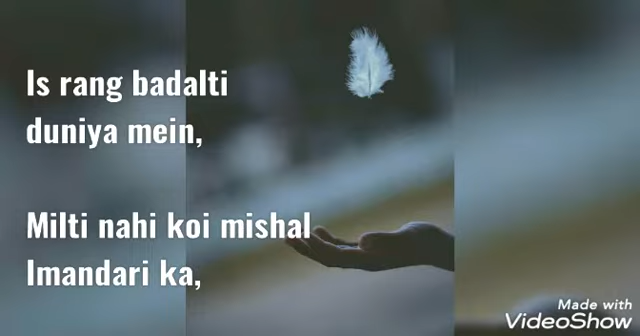 Is rang badalti
duniya mein,
Milti nahi koi mishal
Imandari ka,
Made with
VideoShow